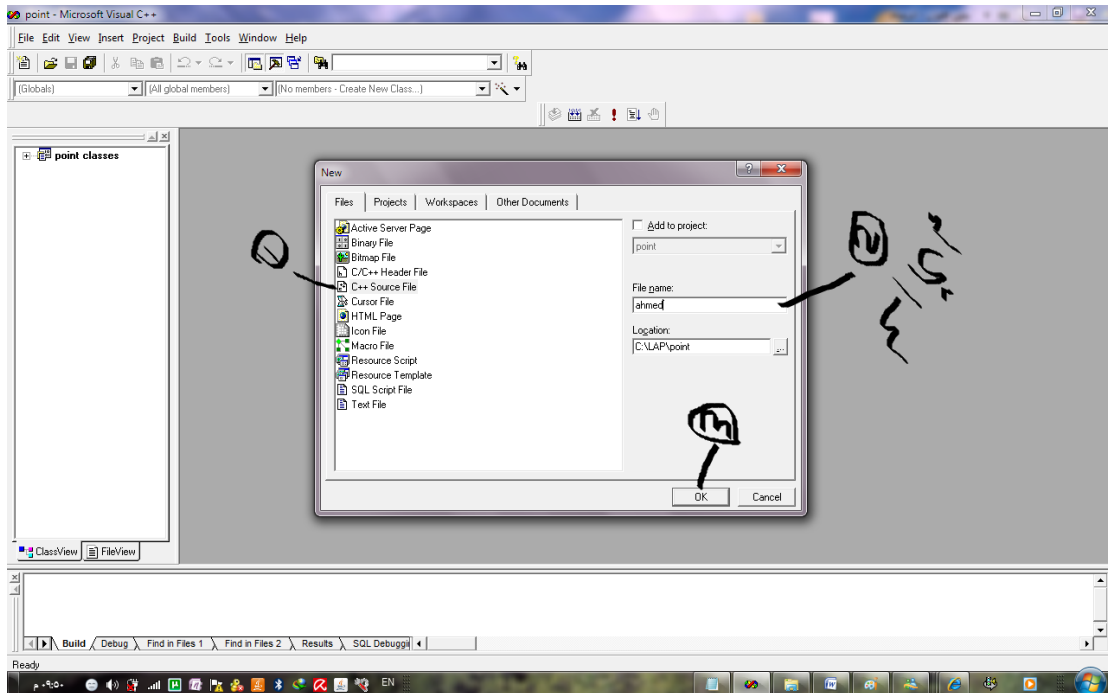 point - Microsoft Visual C++
File Edit View Insert Project Build Tools Window Help
(Globals) (All global members) (No members - Create New Class...)
point classes
New
Files Projects Workspaces Other Documents
Active Server Page
Binary File
Bitmap File
C/C++ Header File
C++ Source File
Cursor File
HTML Page
Icon File
Macro File
Resource Script
Resource Template
SQL Script File
Text File
Add to project:
point
File name:
ahmed
Location:
C:\LAP\point
...
OK Cancel
١
٢
٣
ClassView FileView
Build Debug Find in Files 1 Find in Files 2 Results SQL Debuggi
Ready
EN